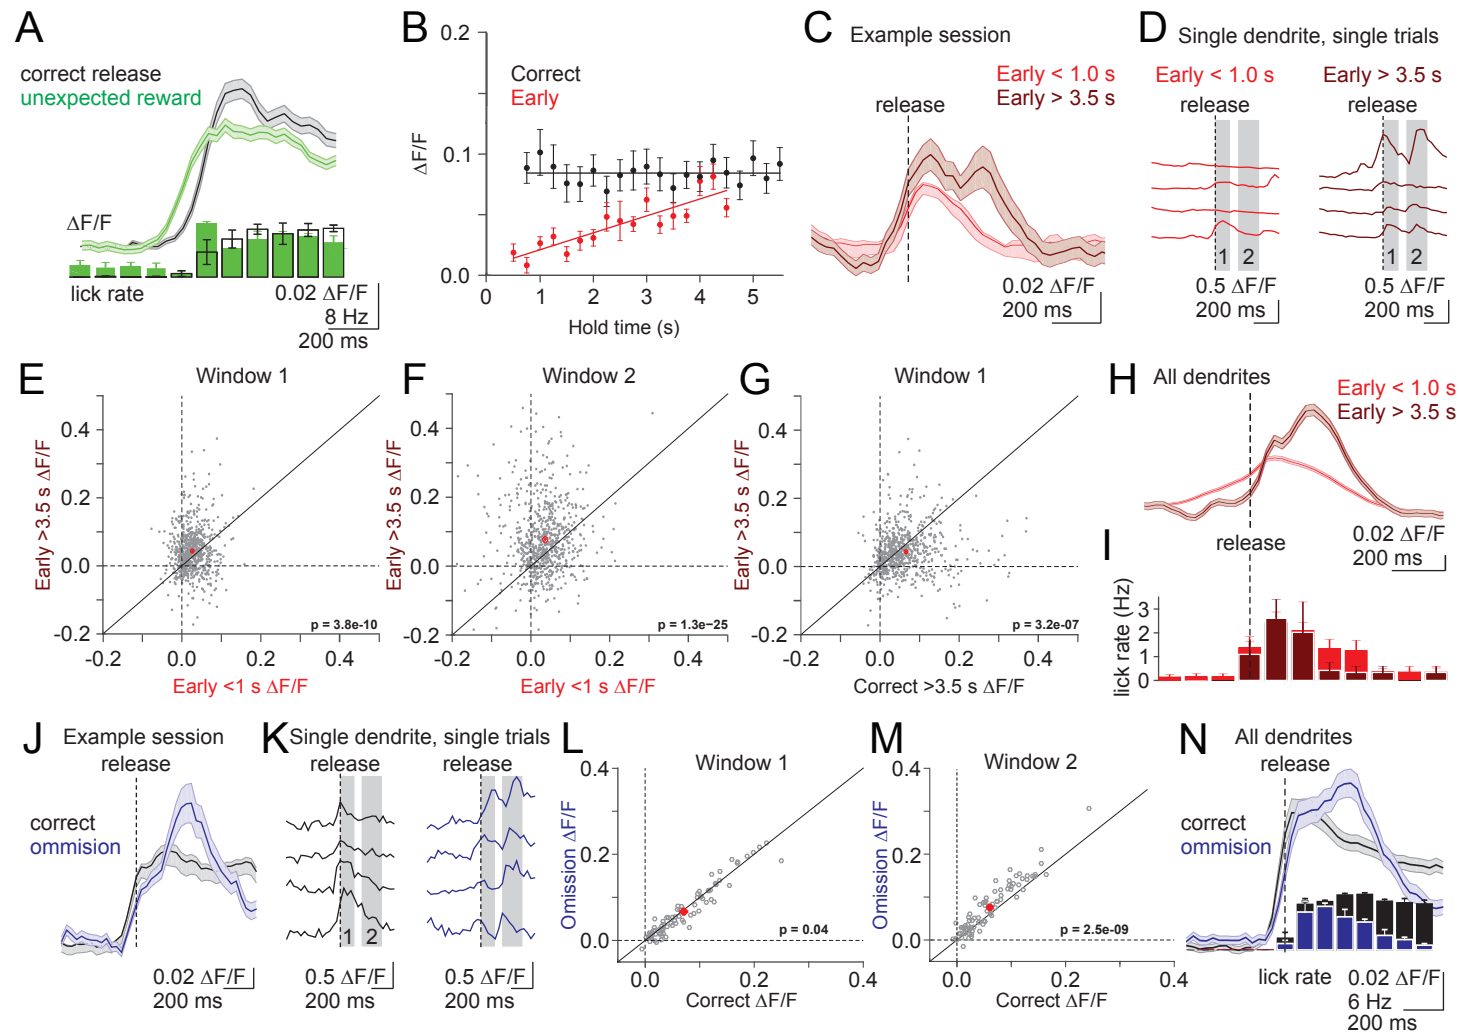 A
correct release
unexpected reward
ΔF/F
lick rate
0.02 ΔF/F
8 Hz
200 ms
B
0.2
0.1
0.0
ΔF/F
Correct
Early
0 1 2 3 4 5
Hold time (s)
C
Example session
Early < 1.0 s
Early > 3.5 s
release
0.02 ΔF/F
200 ms
D
Single dendrite, single trials
Early < 1.0 s
Early > 3.5 s
release
release
1 2
1 2
0.5 ΔF/F
200 ms
0.5 ΔF/F
200 ms
E
Window 1
Early >3.5 s ΔF/F
0.4
0.2
0.0
-0.2
p = 3.8e-10
-0.2 0.0 0.2 0.4
Early <1 s ΔF/F
F
Window 2
Early >3.5 s ΔF/F
0.4
0.2
0.0
-0.2
p = 1.3e−25
-0.2 0.0 0.2 0.4
Early <1 s ΔF/F
G
Window 1
Early >3.5 s ΔF/F
0.4
0.2
0.0
-0.2
p = 3.2e-07
-0.2 0.0 0.2 0.4
Correct >3.5 s ΔF/F
H
All dendrites
Early < 1.0 s
Early > 3.5 s
0.02 ΔF/F
200 ms
release
I
lick rate (Hz)
3
2
1
0
J
Example session
release
correct
ommision
0.02 ΔF/F
200 ms
K
Single dendrite, single trials
release
release
1 2
0.5 ΔF/F
200 ms
0.5 ΔF/F
200 ms
L
Window 1
Omission ΔF/F
0.4
0.2
0.0
p = 0.04
0.0 0.2 0.4
Correct ΔF/F
M
Window 2
Omission ΔF/F
0.4
0.2
0.0
p = 2.5e-09
0.0 0.2 0.4
Correct ΔF/F
N
All dendrites
release
correct
ommision
lick rate
0.02 ΔF/F
6 Hz
200 ms